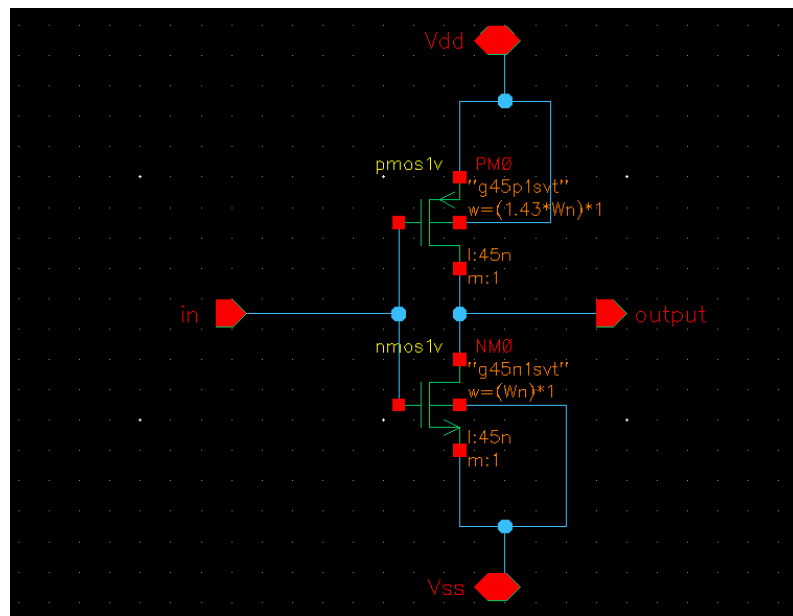 Vdd
pmos1v PM0
"g45p1svt"
w=(1.43*Wn)*1
l:45n
m:1
in
output
nmos1v NM0
"g45n1svt"
w=(Wn)*1
l:45n
m:1
Vss